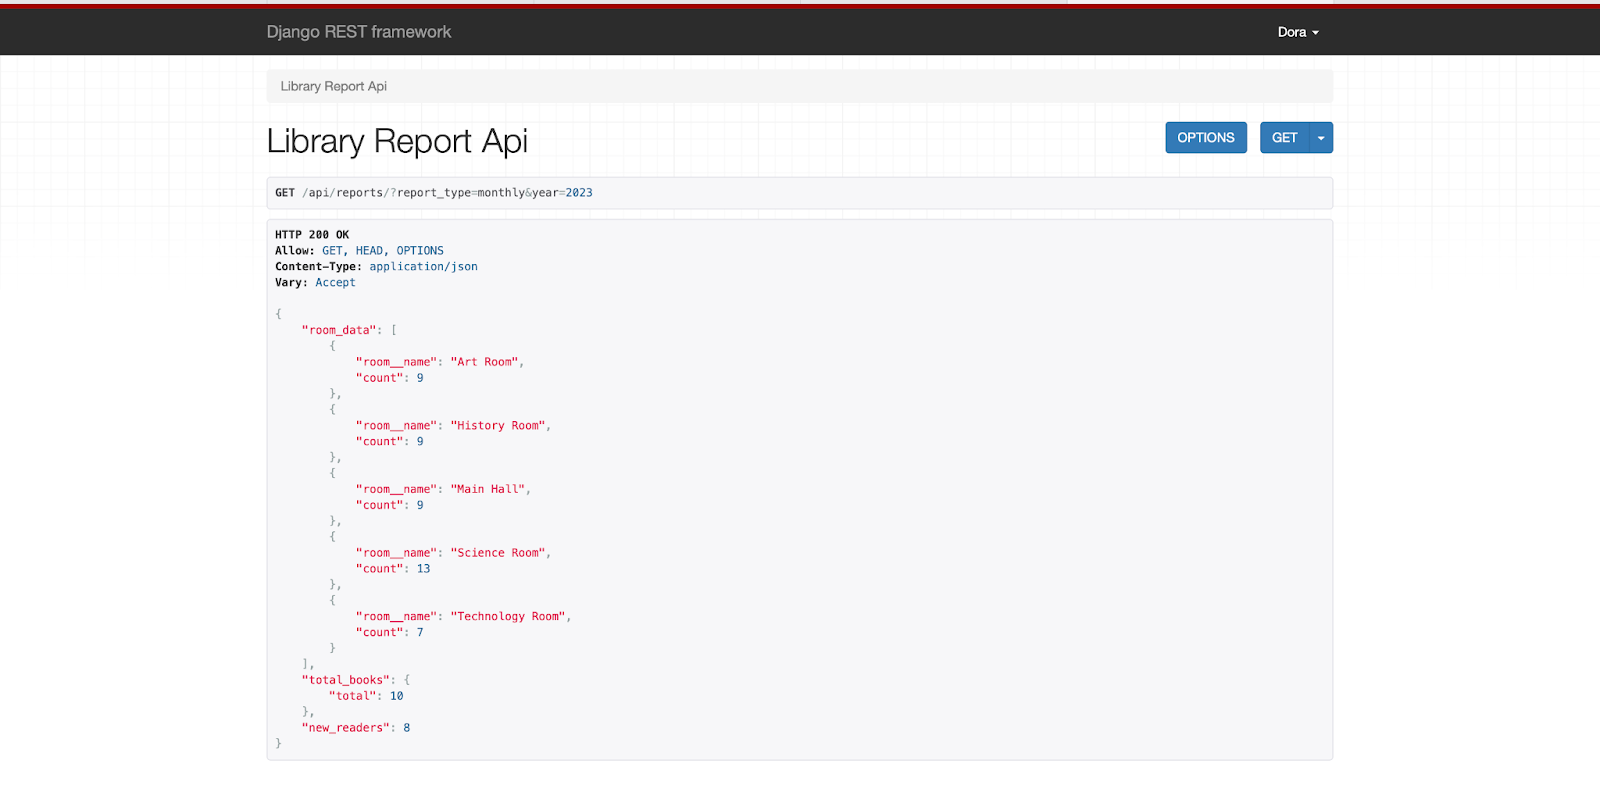 Django REST framework
Dora
Library Report Api
Library Report Api
OPTIONS
GET
GET /api/reports/?report_type=monthly&year=2023
HTTP 200 OK
Allow: GET, HEAD, OPTIONS
Content-Type: application/json
Vary: Accept
{
    "room_data": [
        {
            "room__name": "Art Room",
            "count": 9
        },
        {
            "room__name": "History Room",
            "count": 9
        },
        {
            "room__name": "Main Hall",
            "count": 9
        },
        {
            "room__name": "Science Room",
            "count": 13
        },
        {
            "room__name": "Technology Room",
            "count": 7
        }
    ],
    "total_books": {
        "total": 10
    },
    "new_readers": 8
}